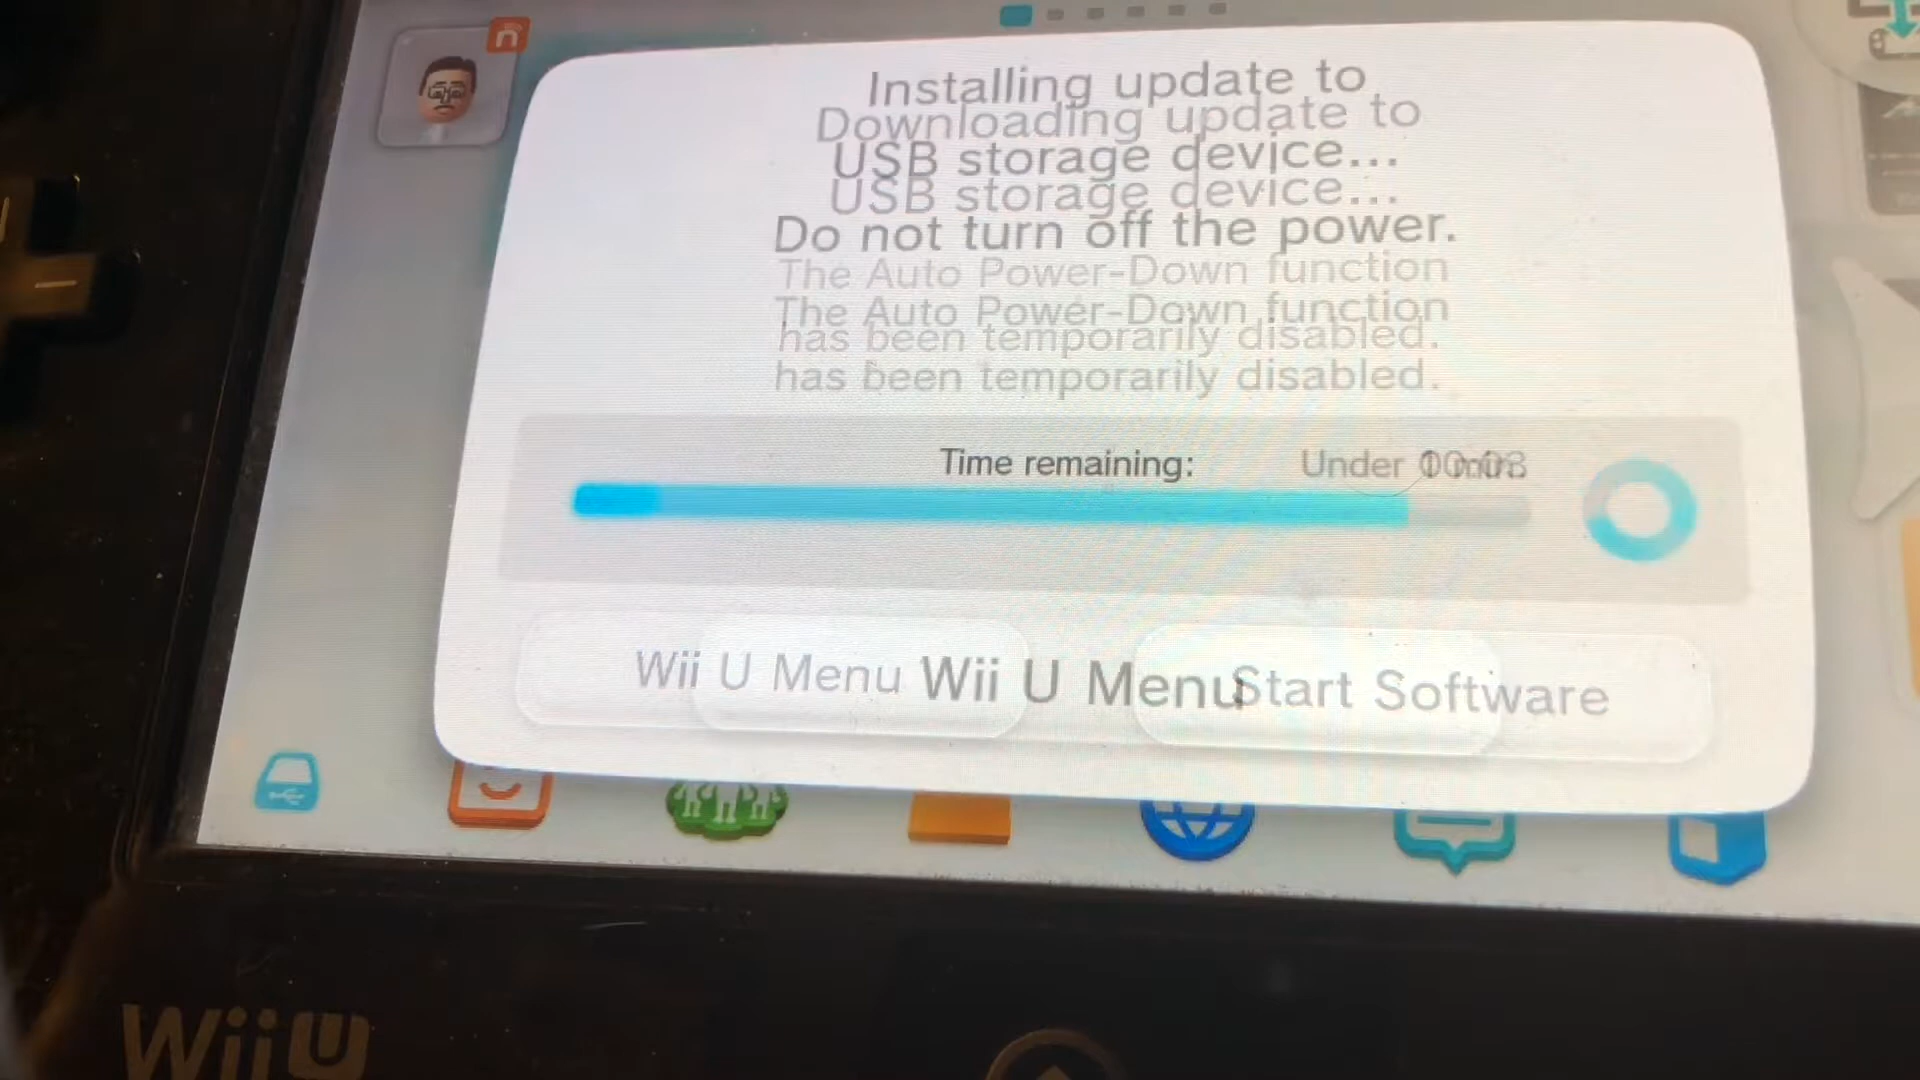 Installing update to
Downloading update to
USB storage device...
USB storage device...
Do not turn off the power.
The Auto Power-Down function
The Auto Power-Down function
has been temporarily disabled.
has been temporarily disabled.
Time remaining: Under
Wii U Menu Wii U Menu Start Software
Wii U